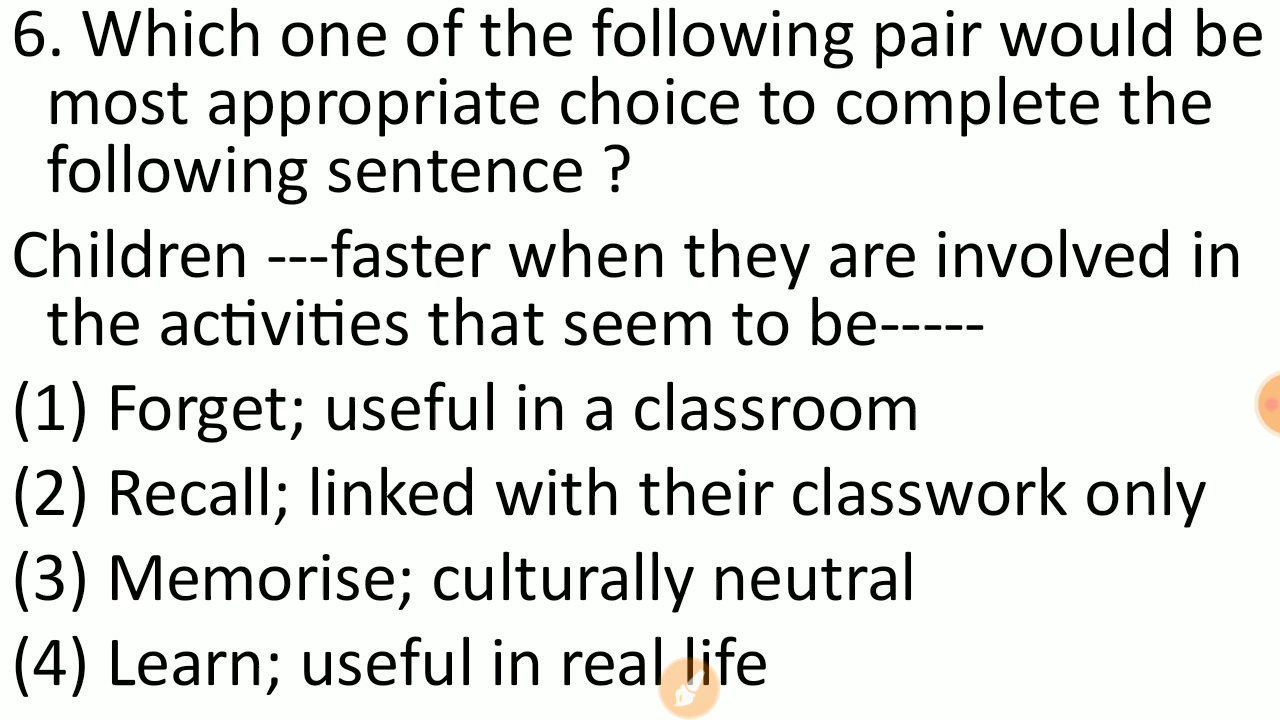 6. Which one of the following pair would be
most appropriate choice to complete the
following sentence ?
Children ---faster when they are involved in
the activities that seem to be-----
(1) Forget; useful in a classroom
(2) Recall; linked with their classwork only
(3) Memorise; culturally neutral
(4) Learn; useful in real life